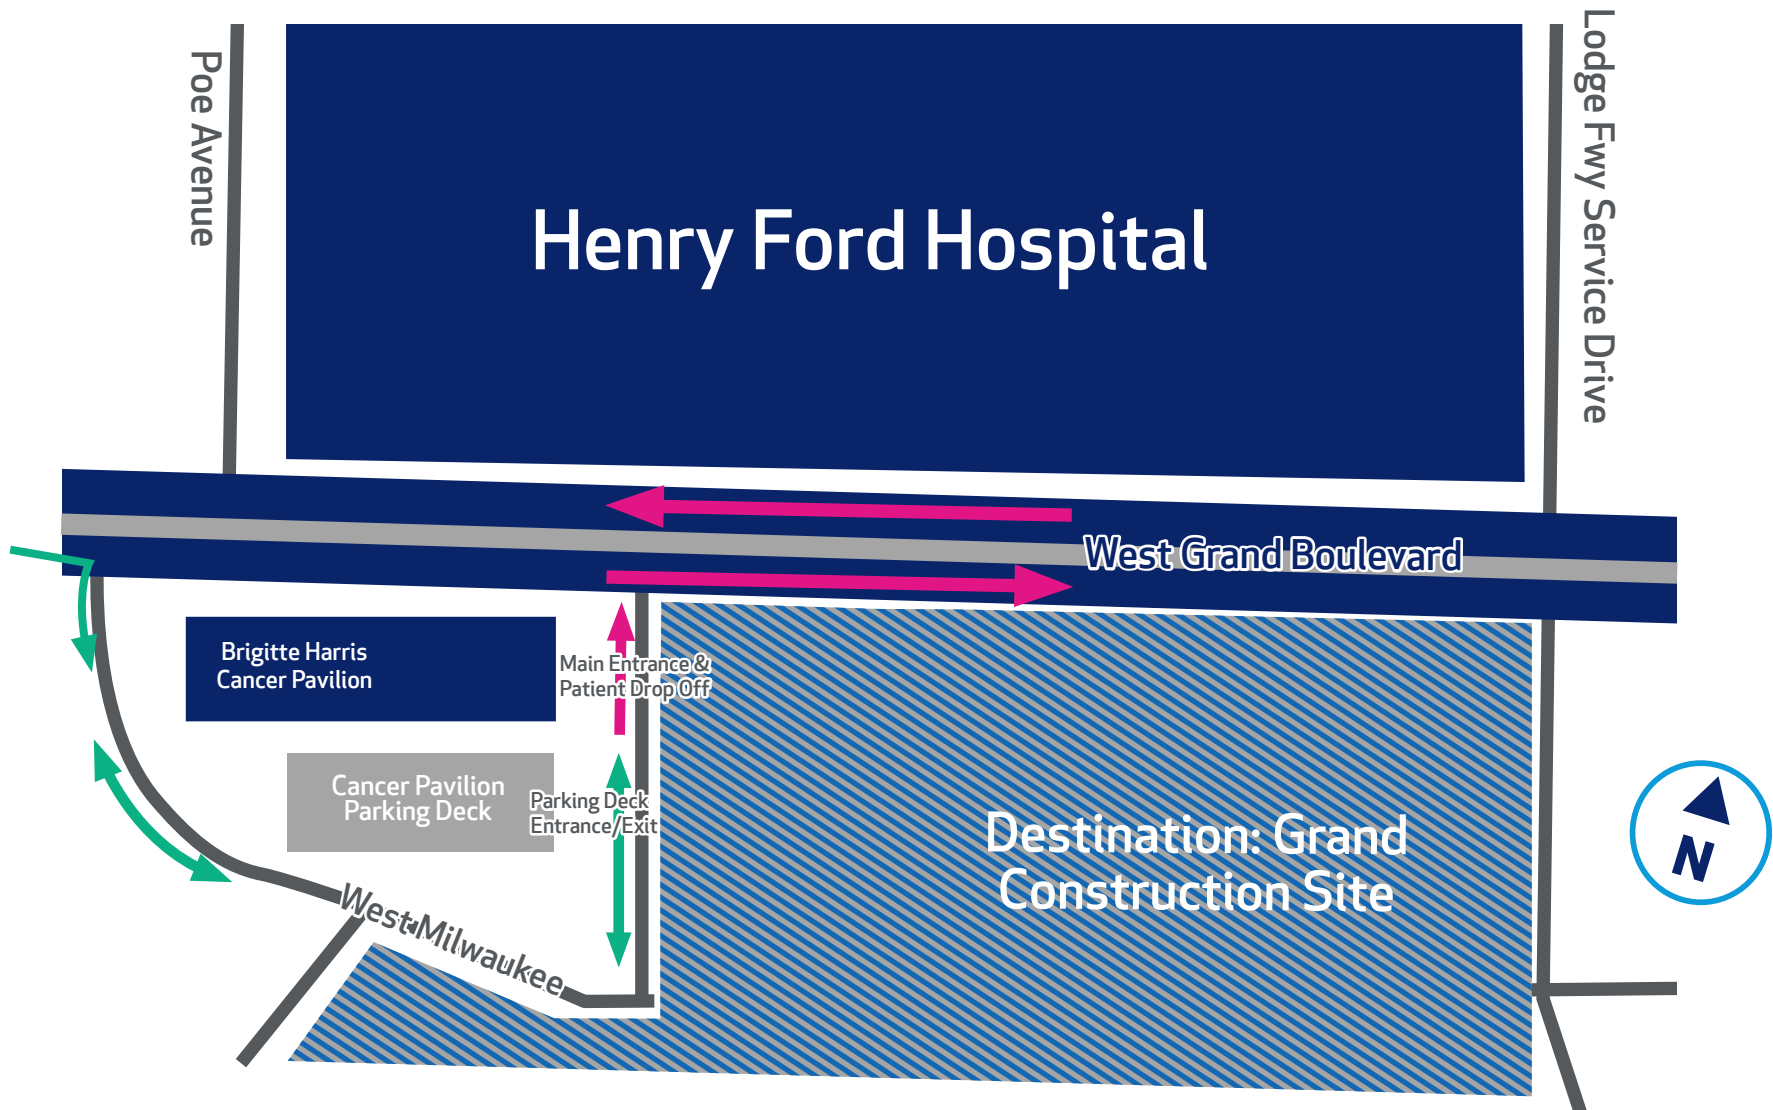 Poe Avenue
Lodge Fwy Service Drive
Henry Ford Hospital
West Grand Boulevard
Brigitte Harris
Cancer Pavilion
Main Entrance &
Patient Drop Off
Cancer Pavilion
Parking Deck
Parking Deck
Entrance/Exit
West Milwaukee
Destination: Grand
Construction Site
N